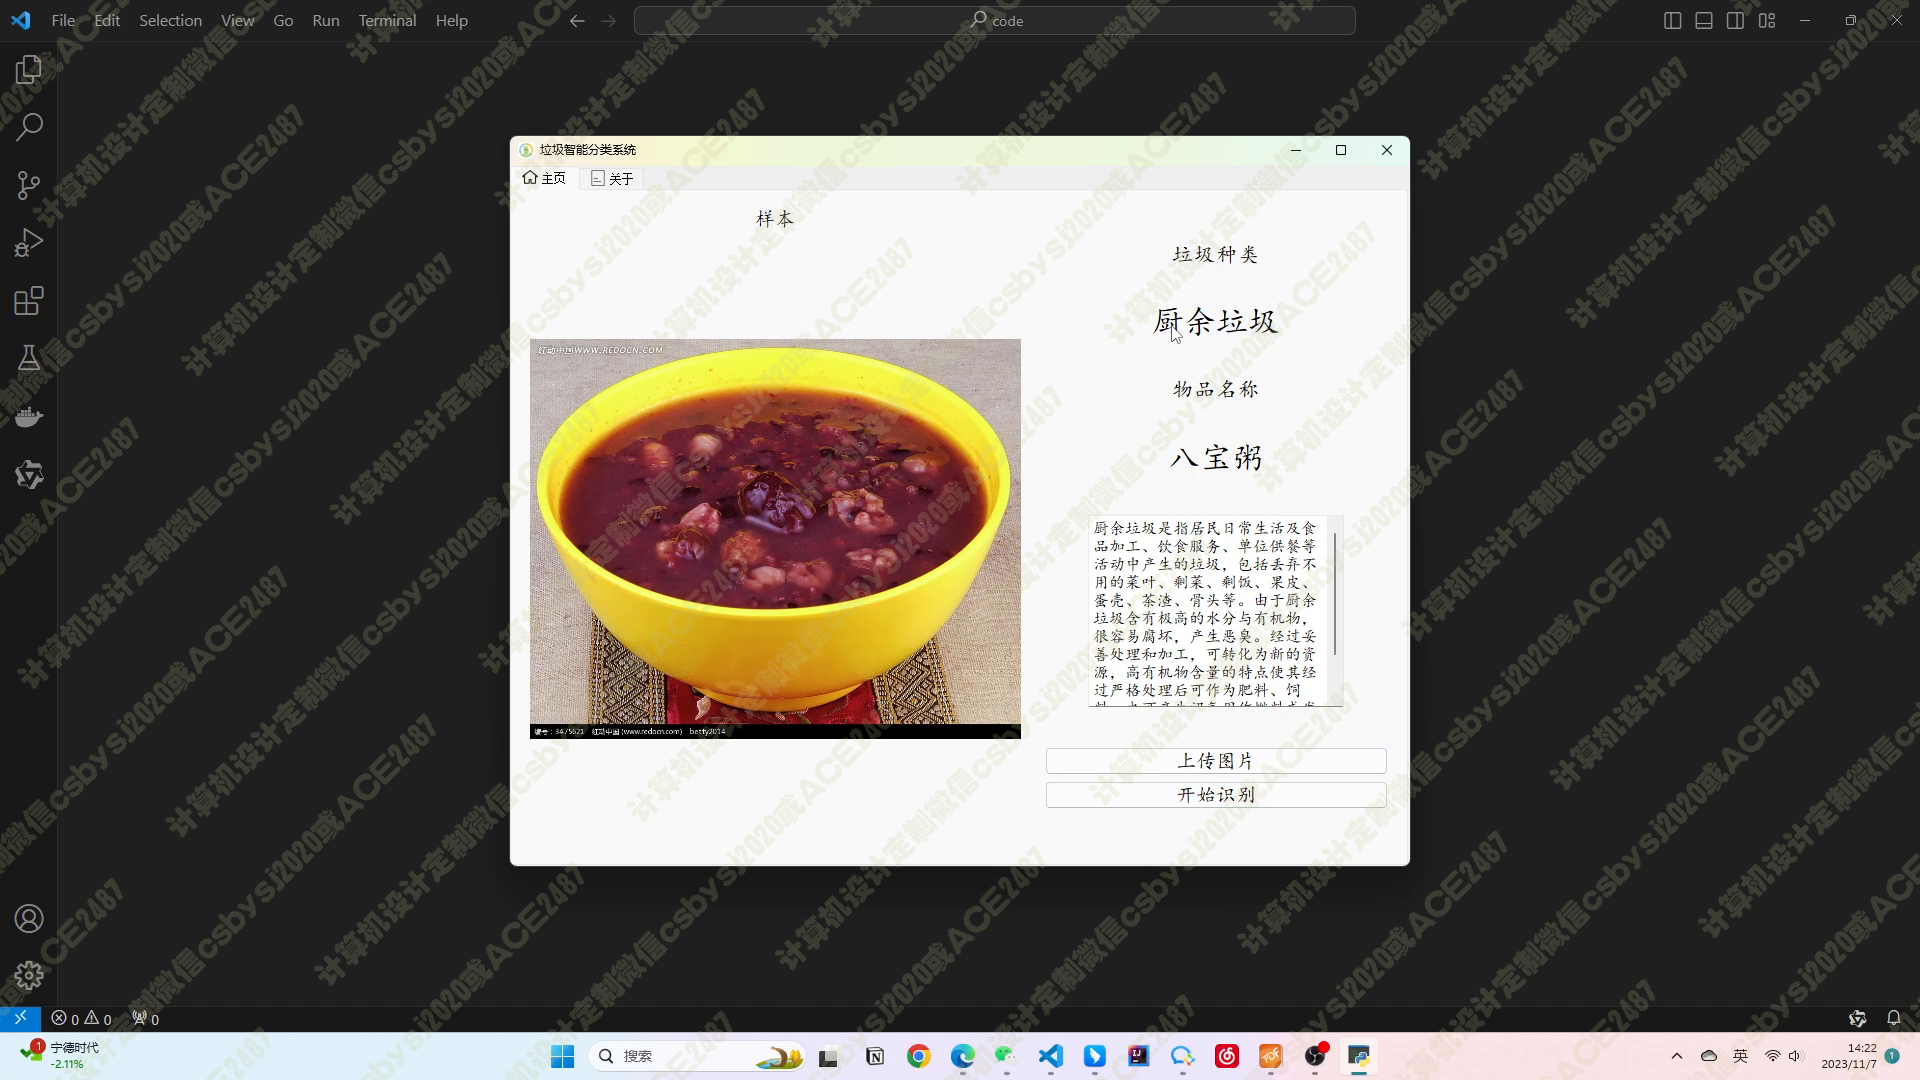 File Edit Selection View Go Run Terminal Help
code
垃圾智能分类系统
主页 关于
样本
垃圾种类
厨余垃圾
物品名称
八宝粥
红动中国WWW.REDOCN.COM
编号：3475621 红动中国 (www.redocn.com) betty2014
厨余垃圾是指居民日常生活及食
品加工、饮食服务、单位供餐等
活动中产生的垃圾，包括丢弃不
用的菜叶、剩菜、剩饭、果皮、
蛋壳、茶渣、骨头等。由于厨余
垃圾含有极高的水分与有机物，
很容易腐坏，产生恶臭。经过妥
善处理和加工，可转化为新的资
源，高有机物含量的特点使其经
过严格处理后可作为肥料、饲
上传图片
开始识别
计算机设计定制微信csbysj2020或ACE2487
0 0 0
宁德时代
-2.11%
搜索
英
14:22
2023/11/7
1